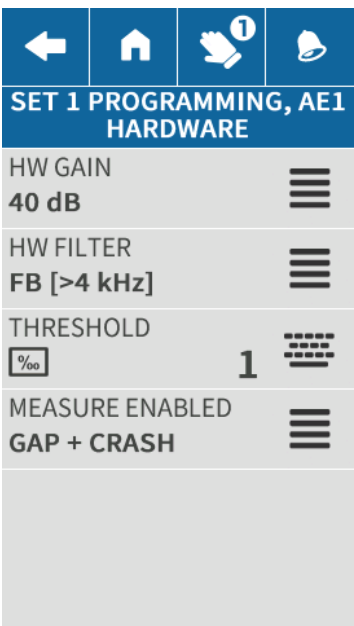 1
SET 1 PROGRAMMING, AE1
HARDWARE
HW GAIN
40 dB
HW FILTER
FB [>4 kHz]
THRESHOLD
‰ 1
MEASURE ENABLED
GAP + CRASH